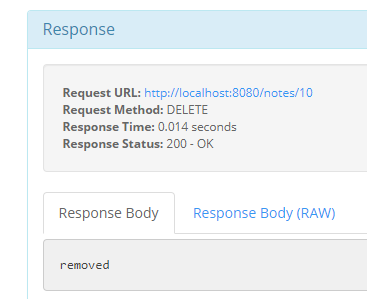 Response
Request URL: http://localhost:8080/notes/10
Request Method: DELETE
Response Time: 0.014 seconds
Response Status: 200 - OK
Response Body Response Body (RAW)
removed